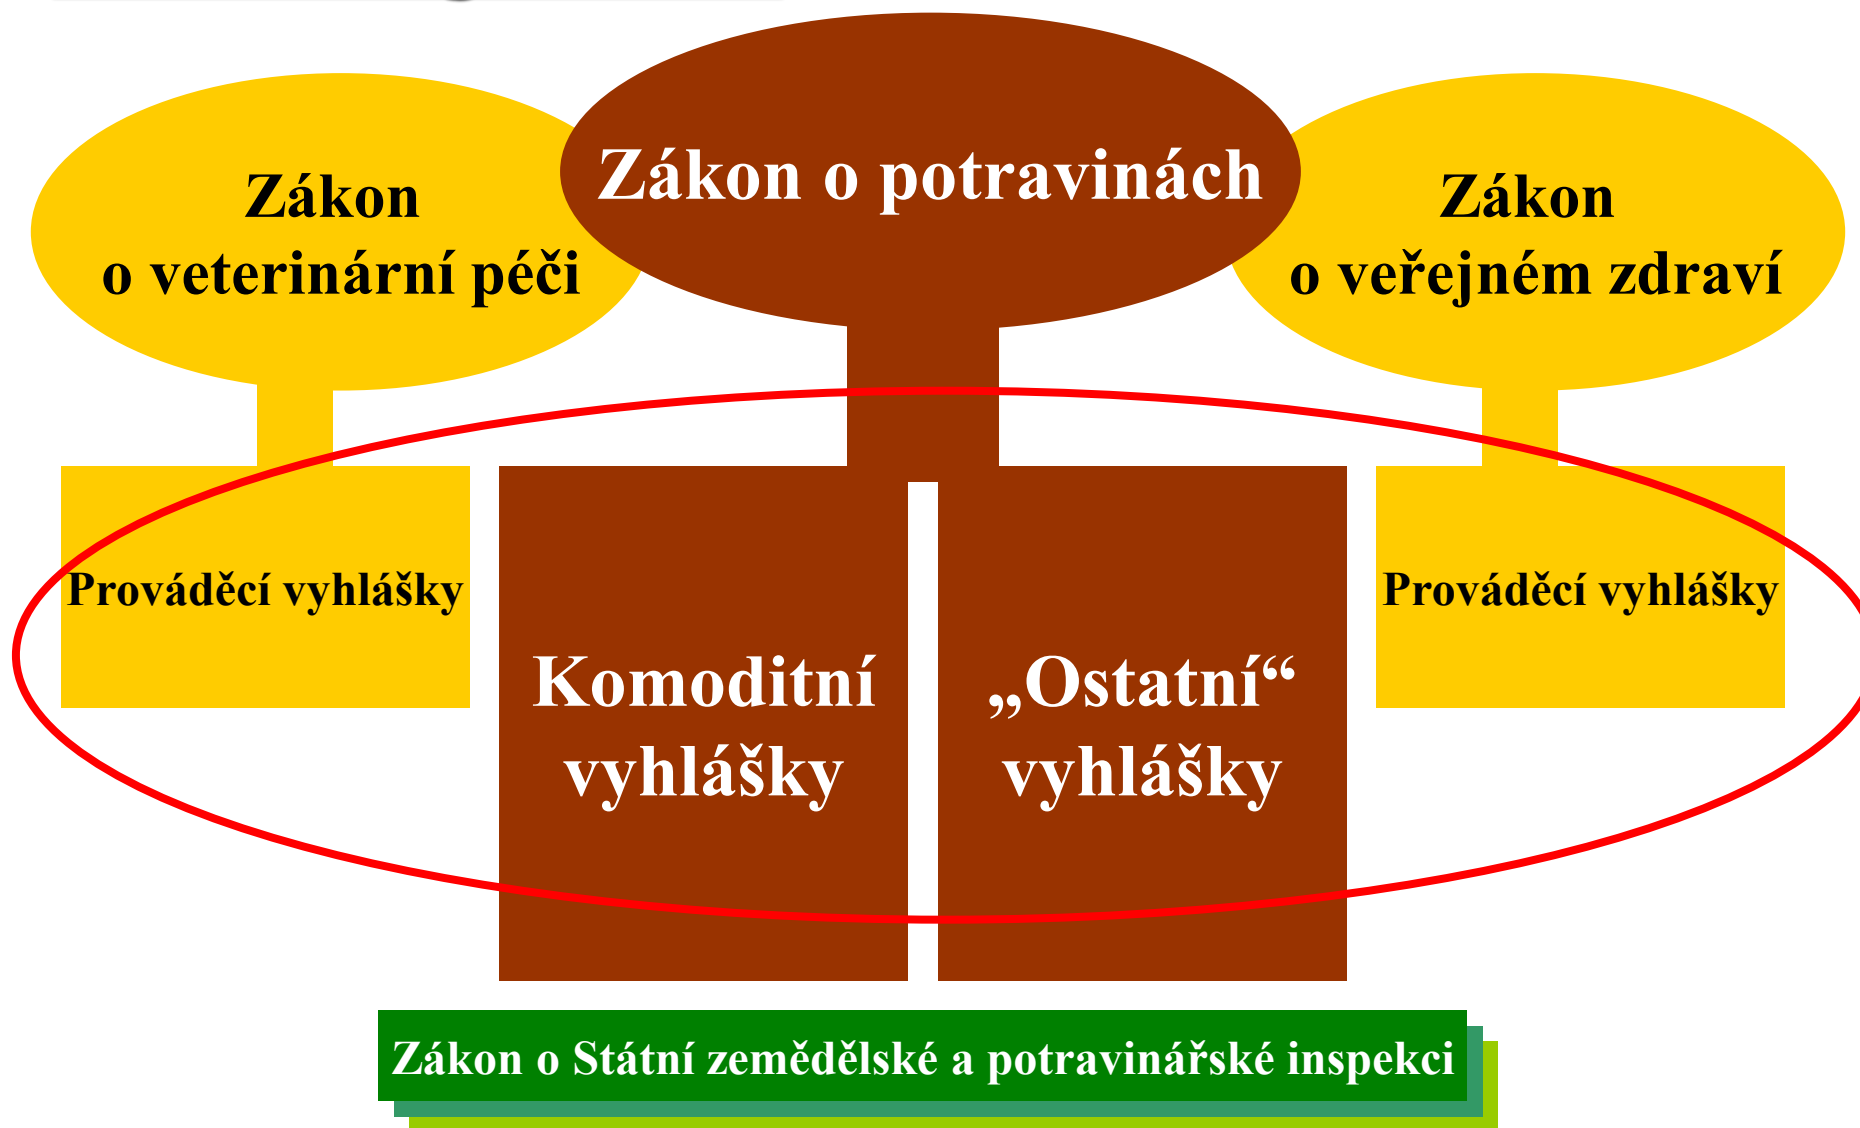 Zákon o potravinách
Zákon
o veterinární péči
Zákon
o veřejném zdraví
Prováděcí vyhlášky
Komoditní
vyhlášky
„Ostatní“
vyhlášky
Prováděcí vyhlášky
Zákon o Státní zemědělské a potravinářské inspekci